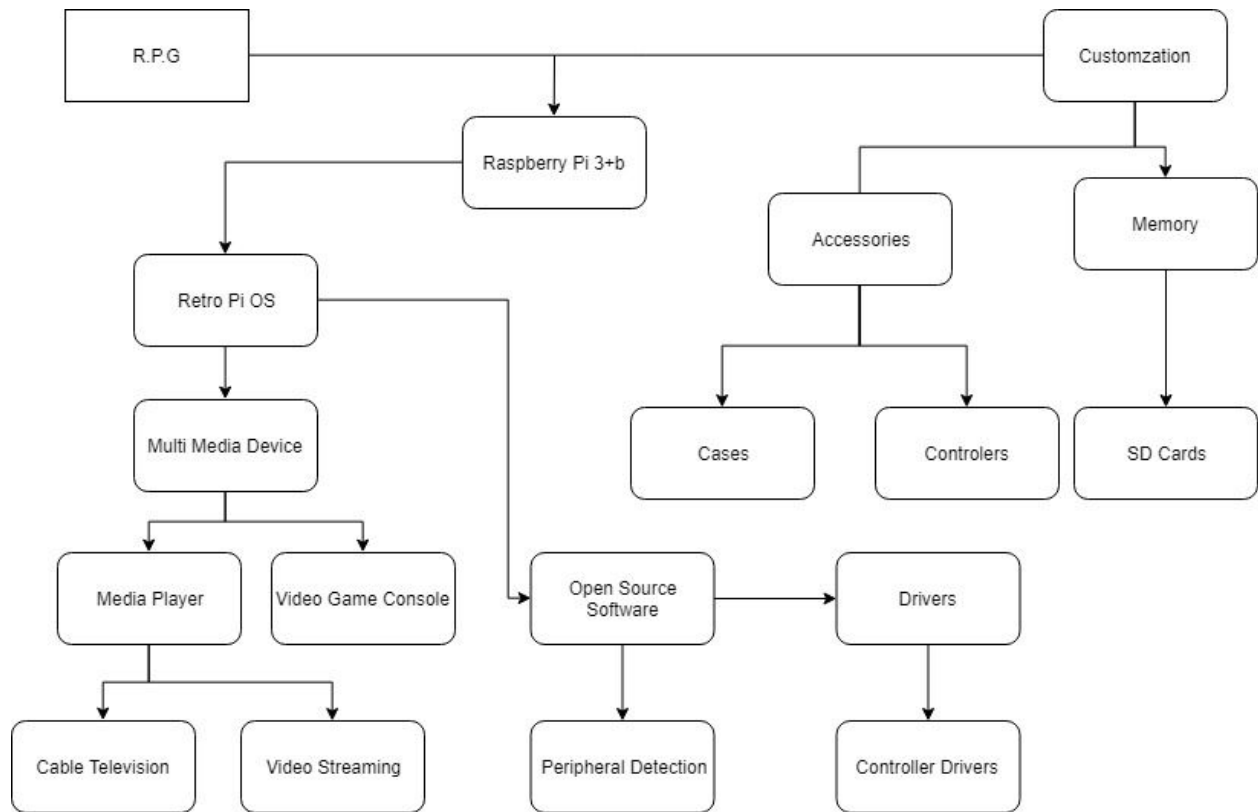 R.P.G
Customzation
Raspberry Pi 3+b
Accessories
Memory
Retro Pi OS
Multi Media Device
Cases
Controlers
SD Cards
Media Player
Video Game Console
Open Source
Software
Drivers
Cable Television
Video Streaming
Peripheral Detection
Controller Drivers